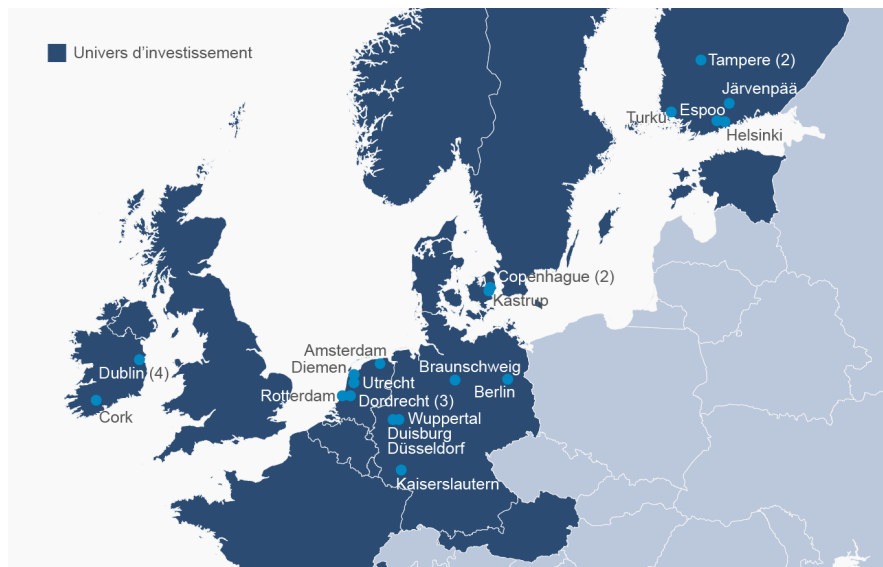 Univers d’investissement
Tampere (2)
Järvenpää
Turku
Espoo
Helsinki
Copenhague (2)
Kastrup
Amsterdam
Diemen
Braunschweig
Dublin (4)
Utrecht
Berlin
Rotterdam
Dordrecht (3)
Cork
Wuppertal
Duisburg
Düsseldorf
Kaiserslautern